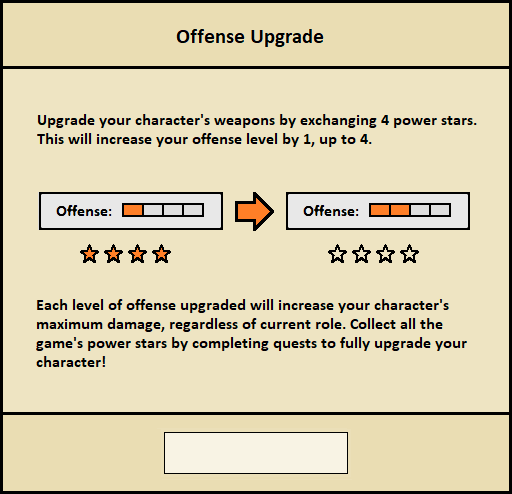 Offense Upgrade
Upgrade your character's weapons by exchanging 4 power stars.
This will increase your offense level by 1, up to 4.
Offense:
Offense:
Each level of offense upgraded will increase your character's
maximum damage, regardless of current role. Collect all the
game's power stars by completing quests to fully upgrade your
character!